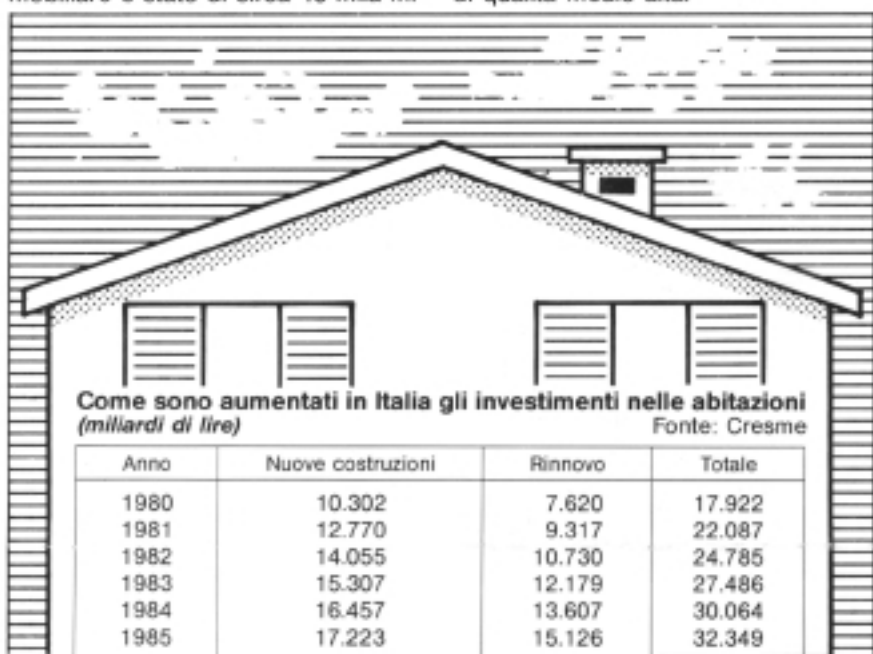 Come sono aumentati in Italia gli investimenti nelle abitazioni
(miliardi di lire) Fonte: Cresme
Anno Nuove costruzioni Rinnovo Totale
1980 10.302 7.620 17.922
1981 12.770 9.317 22.087
1982 14.055 10.730 24.785
1983 15.307 12.179 27.486
1984 16.457 13.607 30.064
1985 17.223 15.126 32.349